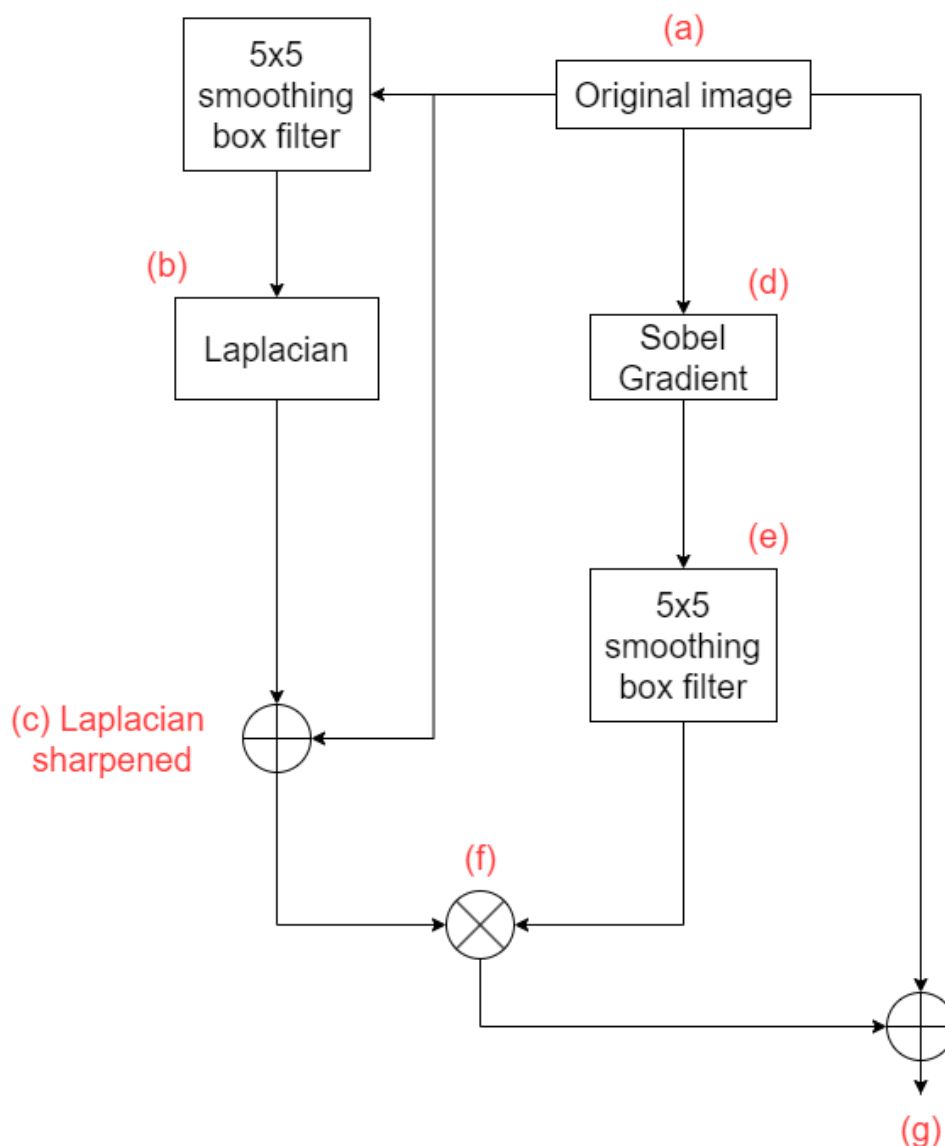 (a)
5x5
smoothing
box filter
Original image
(b)
Laplacian
(d)
Sobel
Gradient
(e)
5x5
smoothing
box filter
(c) Laplacian
sharpened
(f)
(g)